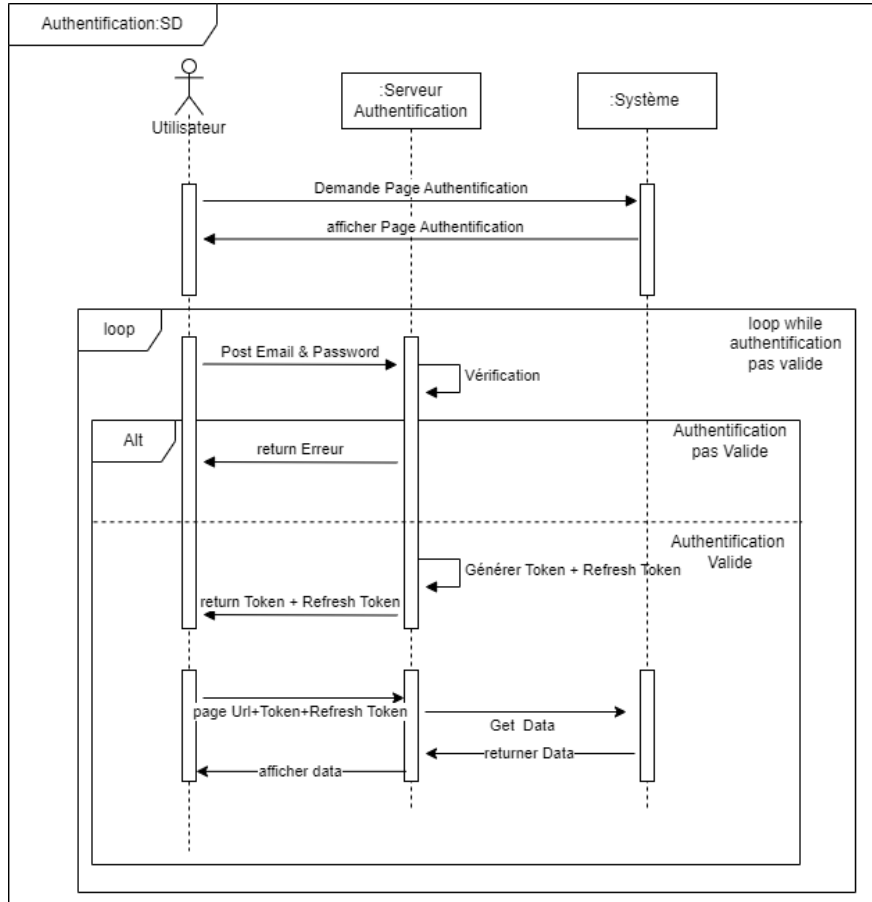 Authentification:SD
Utilisateur
:Serveur
Authentification
:Système
Demande Page Authentification
afficher Page Authentification
loop
loop while
authentification
pas valide
Post Email & Password
Vérification
Alt
Authentification
pas Valide
return Erreur
Authentification
Valide
Générer Token + Refresh Token
return Token + Refresh Token
page Url+Token+Refresh Token
Get Data
returner Data
afficher data